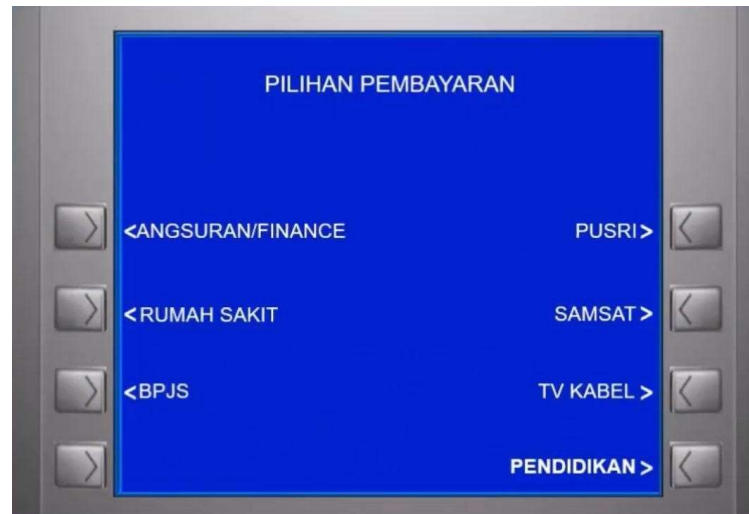 PILIHAN PEMBAYARAN
<ANGSURAN/FINANCE
PUSRI>
<RUMAH SAKIT
SAMSAT>
<BPJS
TV KABEL >
PENDIDIKAN >